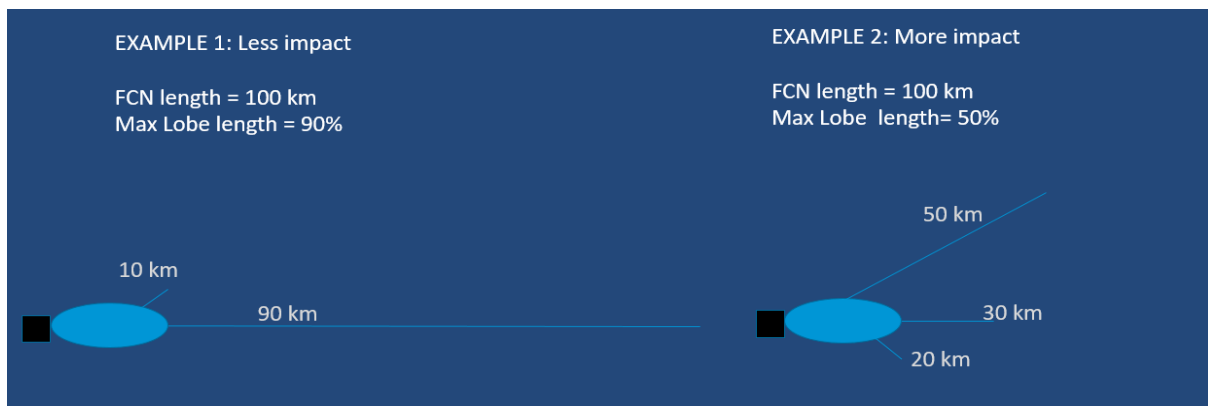 EXAMPLE 1: Less impact
FCN length = 100 km
Max Lobe length = 90%
10 km
90 km
EXAMPLE 2: More impact
FCN length = 100 km
Max Lobe  length= 50%
50 km
30 km
20 km